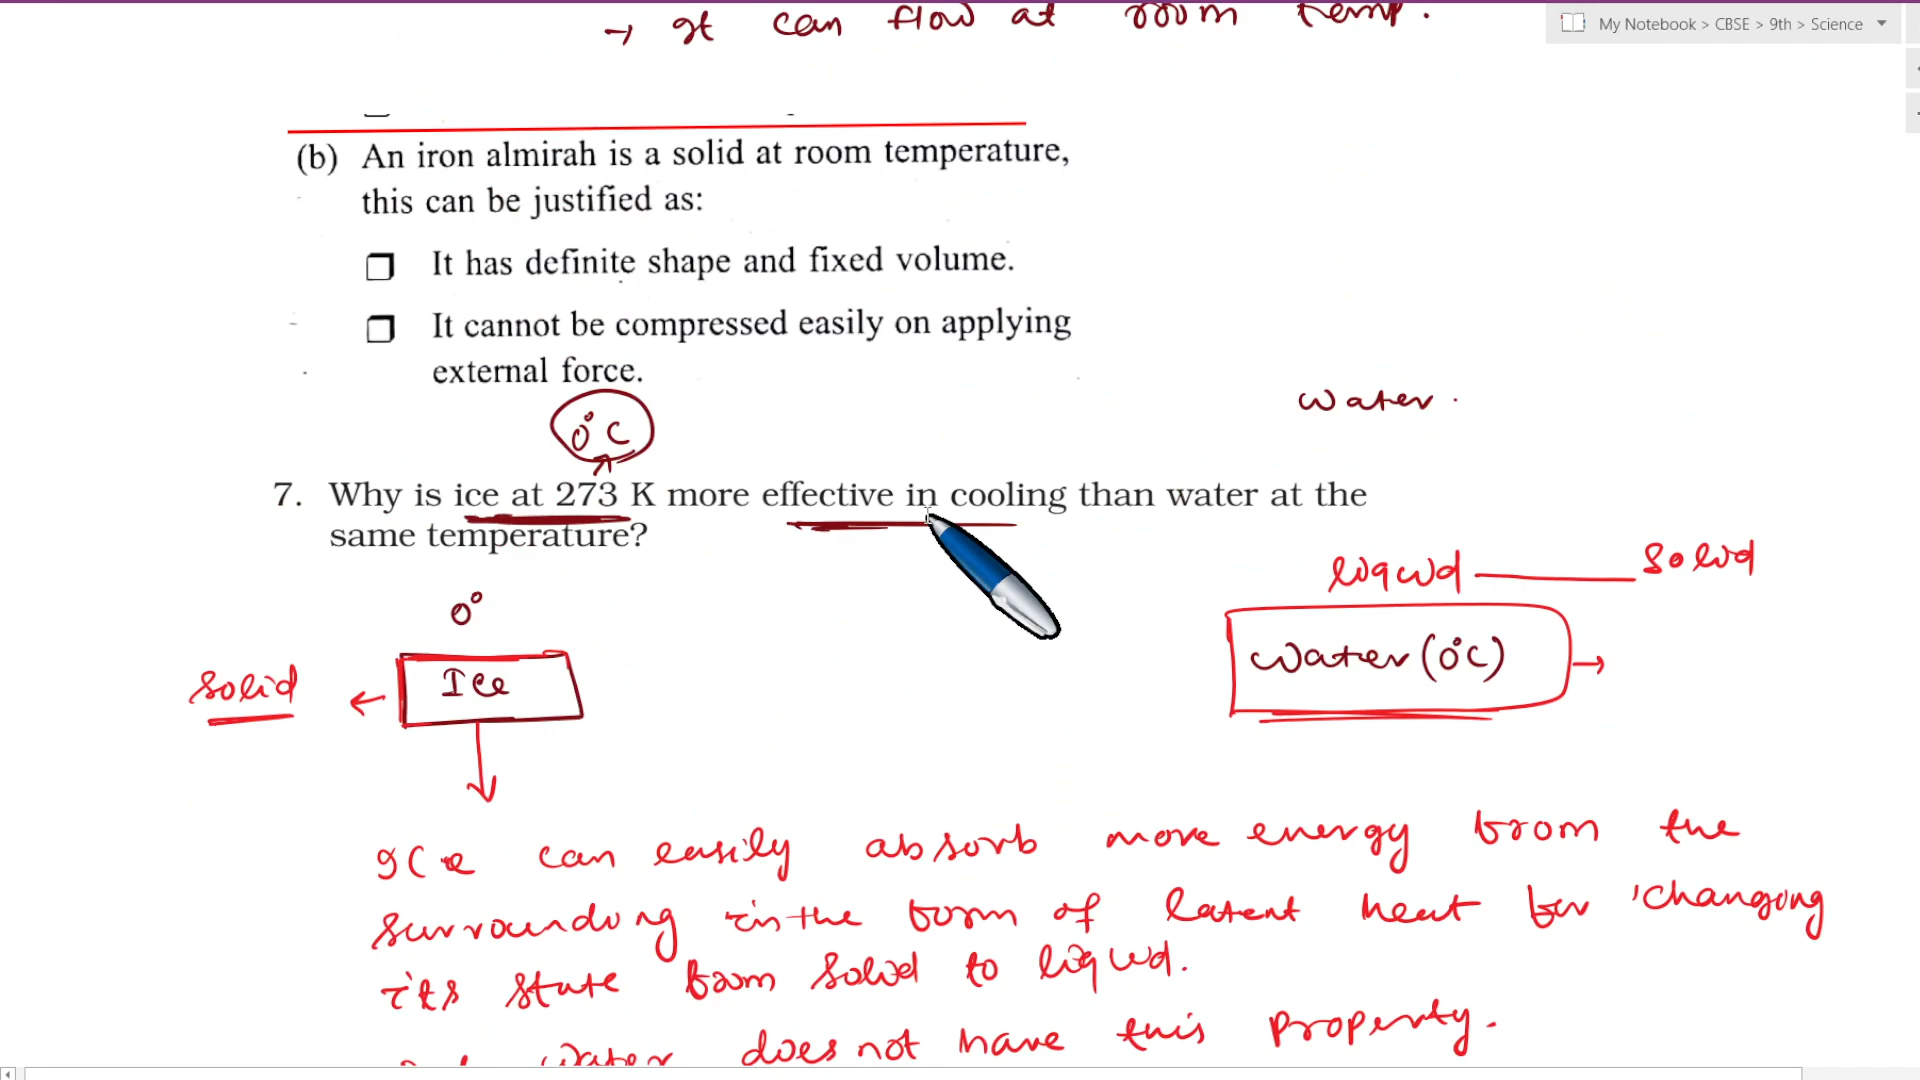 → It can flow at room temp.
My Notebook > CBSE > 9th > Science
(b) An iron almirah is a solid at room temperature,
this can be justified as:
It has definite shape and fixed volume.
It cannot be compressed easily on applying
external force.
0°C
water.
7. Why is ice at 273 K more effective in cooling than water at the
same temperature?
liquid — solid
0°
Ice
solid
Water (0°C)
Ice can easily absorb more energy from the
surrounding in the form of latent heat for changing
its state from solid to liquid.
water does not have this property.